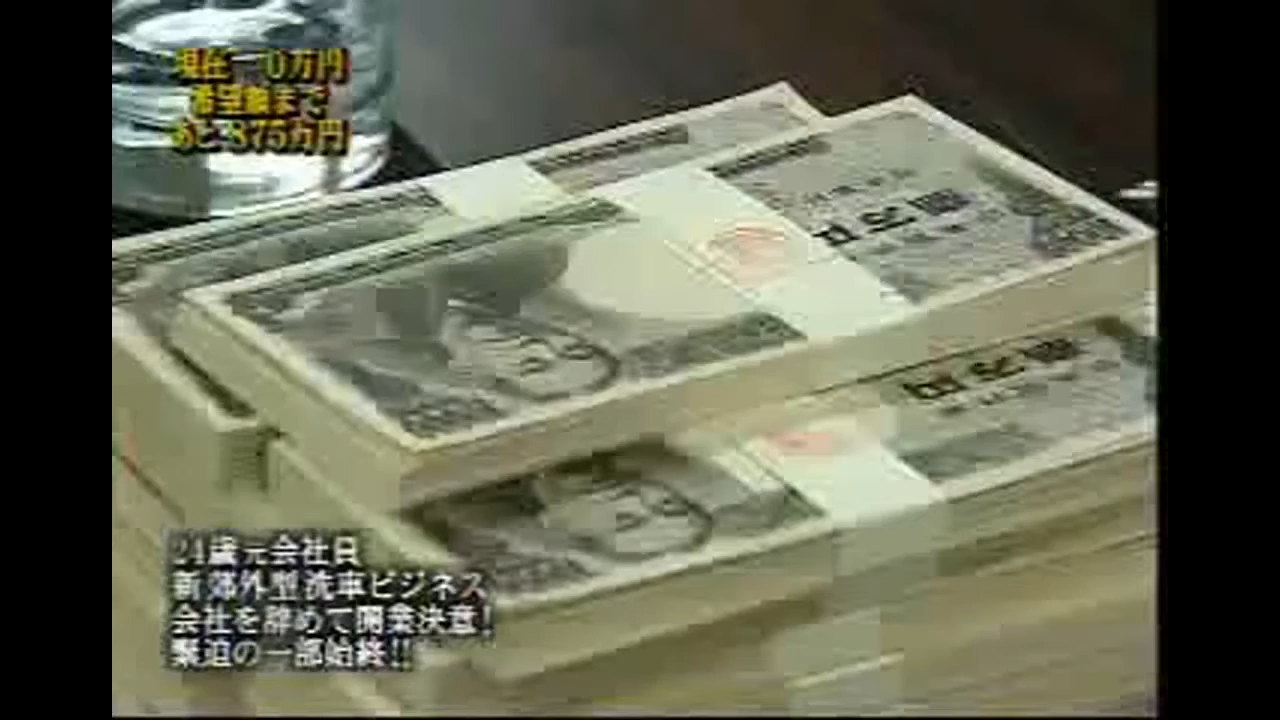 現在 0万円
希望額まで
あと875万円
24歳元会社員
新郊外型洗車ビジネス
会社を辞めて開業決意!
緊迫の一部始終!!